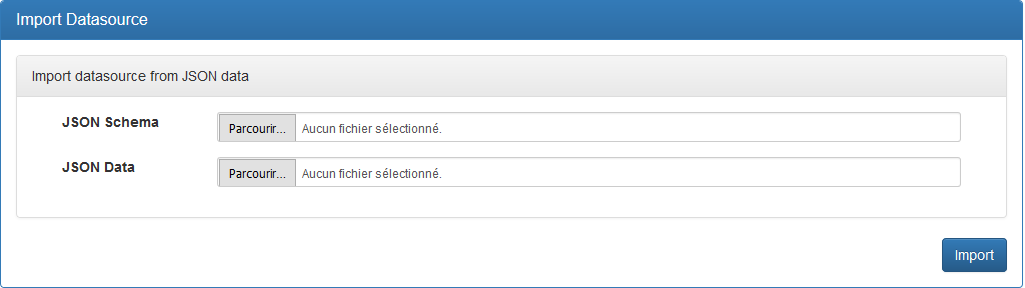 Import Datasource
Import datasource from JSON data
JSON Schema Parcourir... Aucun fichier sélectionné.
JSON Data Parcourir... Aucun fichier sélectionné.
Import